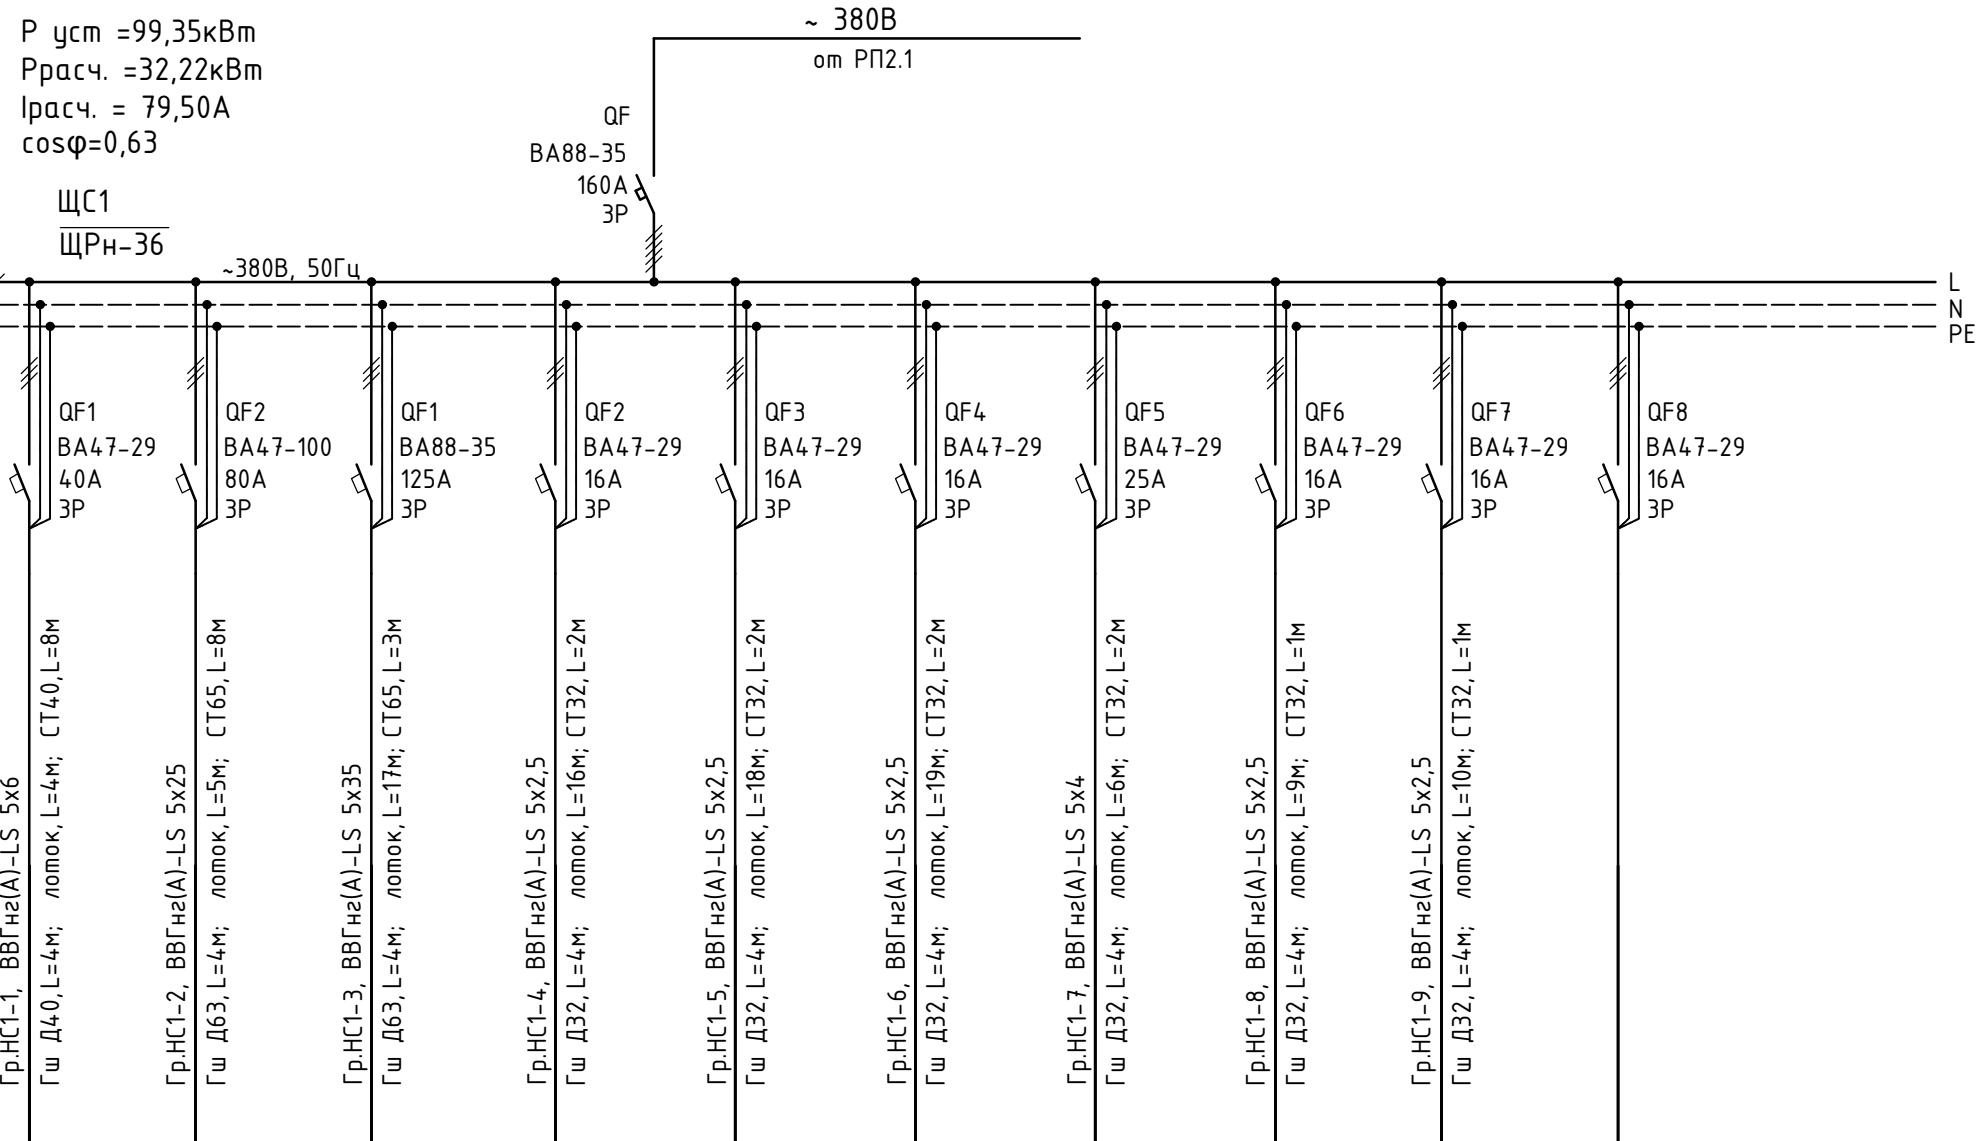 P уст =99,35кВт
Pрасч. =32,22кВт
Iрасч. = 79,50А
cosφ=0,63
ЩС1
ЩРн-36
~ 380В
от РП2.1
QF
ВА88-35
160А
3Р
~380В, 50Гц
L
N
PE
QF1
ВА47-29
40А
3Р
QF2
ВА47-100
80А
3Р
QF1
ВА88-35
125А
3Р
QF2
ВА47-29
16А
3Р
QF3
ВА47-29
16А
3Р
QF4
ВА47-29
16А
3Р
QF5
ВА47-29
25А
3Р
QF6
ВА47-29
16А
3Р
QF7
ВА47-29
16А
3Р
QF8
ВА47-29
16А
3Р
Гр.НС1-1, ВВГнг(А)-LS 5х6
Гш Д40, L=4м; лоток, L=4м; СТ40, L=8м
Гр.НС1-2, ВВГнг(А)-LS 5х25
Гш Д63, L=4м; лоток, L=5м; СТ65, L=8м
Гр.НС1-3, ВВГнг(А)-LS 5х35
Гш Д63, L=4м; лоток, L=17м; СТ65, L=3м
Гр.НС1-4, ВВГнг(А)-LS 5х2,5
Гш Д32, L=4м; лоток, L=16м; СТ32, L=2м
Гр.НС1-5, ВВГнг(А)-LS 5х2,5
Гш Д32, L=4м; лоток, L=18м; СТ32, L=2м
Гр.НС1-6, ВВГнг(А)-LS 5х2,5
Гш Д32, L=4м; лоток, L=19м; СТ32, L=2м
Гр.НС1-7, ВВГнг(А)-LS 5х4
Гш Д32, L=4м; лоток, L=6м; СТ32, L=2м
Гр.НС1-8, ВВГнг(А)-LS 5х2,5
Гш Д32, L=4м; лоток, L=9м; СТ32, L=1м
Гр.НС1-9, ВВГнг(А)-LS 5х2,5
Гш Д32, L=4м; лоток, L=10м; СТ32, L=1м